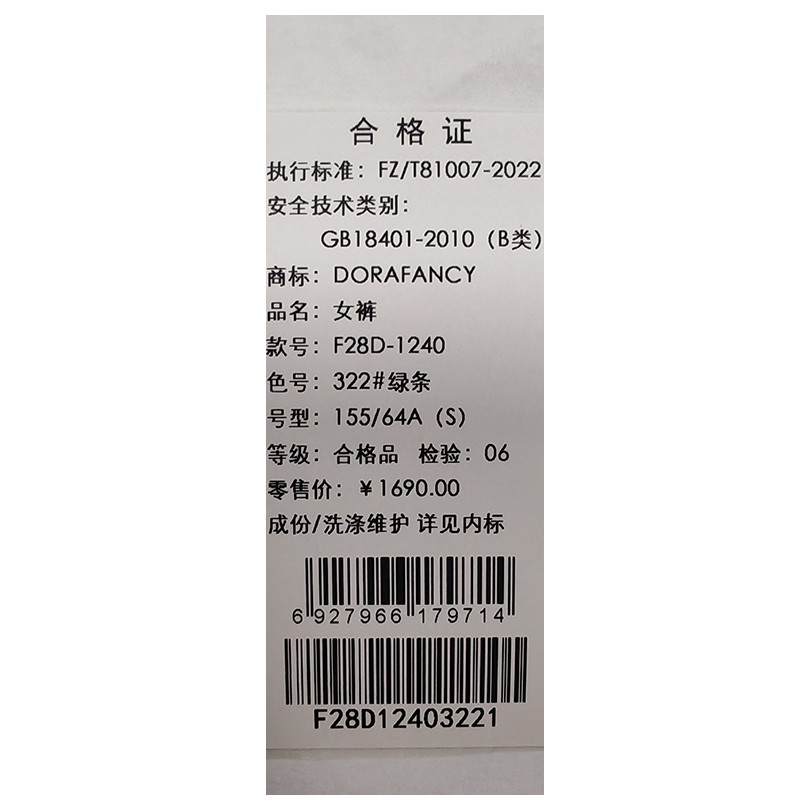 合格证
执行标准：FZ/T81007-2022
安全技术类别：
GB18401-2010（B类）
商标：DORAFANCY
品名：女裤
款号：F28D-1240
色号：322#绿条
号型：155/64A（S）
等级：合格品 检验：06
零售价：￥1690.00
成份/洗涤维护 详见内标
6 927966 179714
F28D12403221